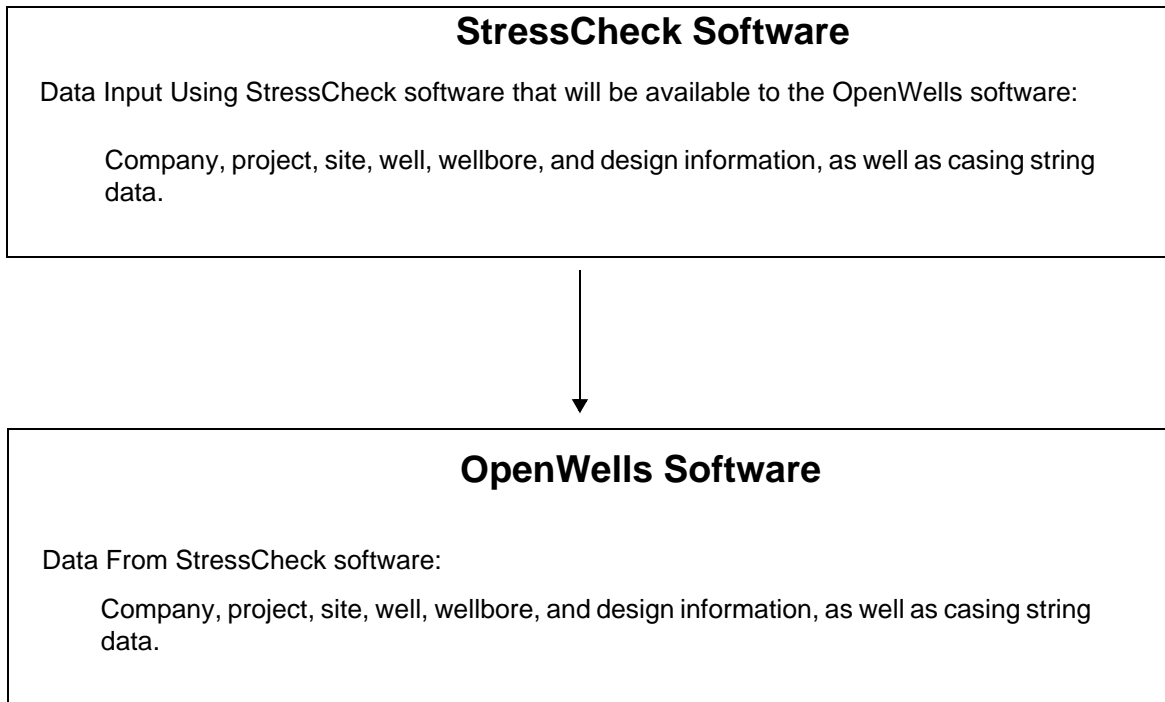 StressCheck Software
Data Input Using StressCheck software that will be available to the OpenWells software:
Company, project, site, well, wellbore, and design information, as well as casing string
data.
OpenWells Software
Data From StressCheck software:
Company, project, site, well, wellbore, and design information, as well as casing string
data.